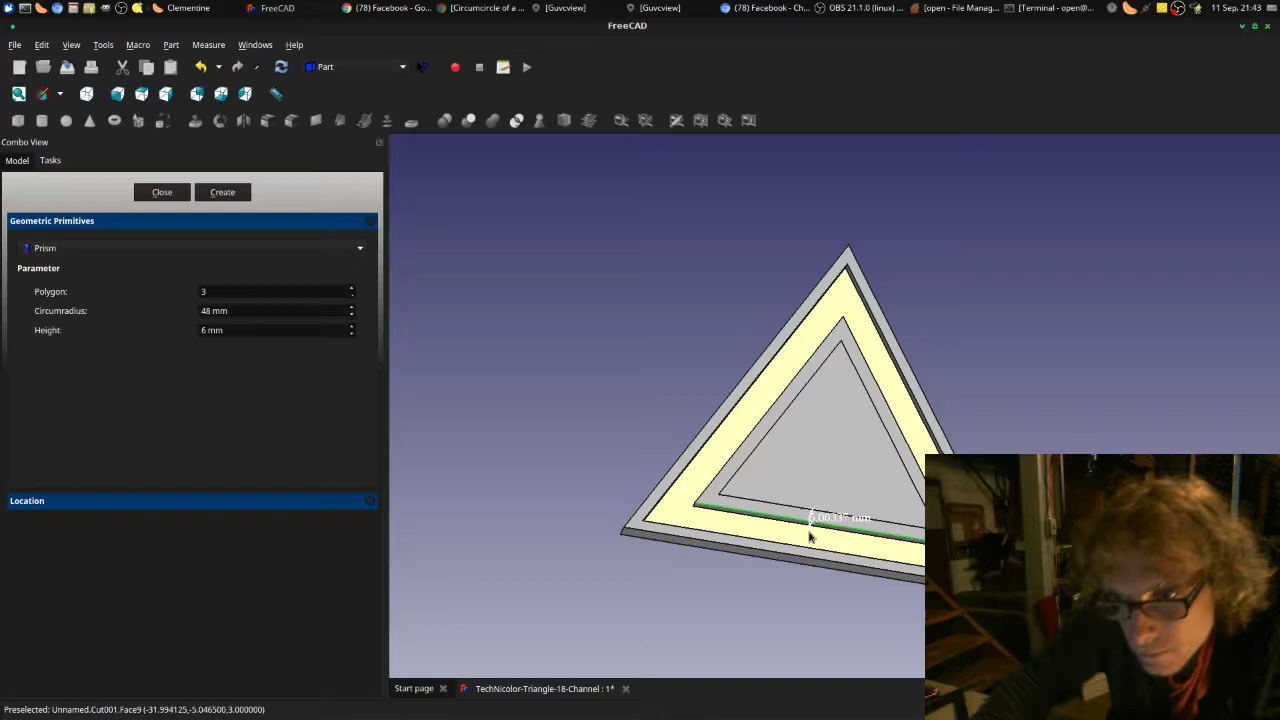 Clementine
FreeCAD
(78) Facebook - Go...
[Circumcircle of a ...
[Guvcview]
[Guvcview]
(78) Facebook - Ch...
OBS 21.1.0 (linux) ...
[open - File Manag...
[Terminal - open@...
11 Sep, 21:43
FreeCAD
File Edit View Tools Macro Part Measure Windows Help
Part
Combo View
Model Tasks
Close Create
Geometric Primitives
Prism
Parameter
Polygon: 3
Circumradius: 48 mm
Height: 6 mm
Location
6.00337 mm
Start page
TechNicolor-Triangle-18-Channel : 1*
Preselected: Unnamed.Cut001.Face9 (-31.994125,-5.046500,3.000000)